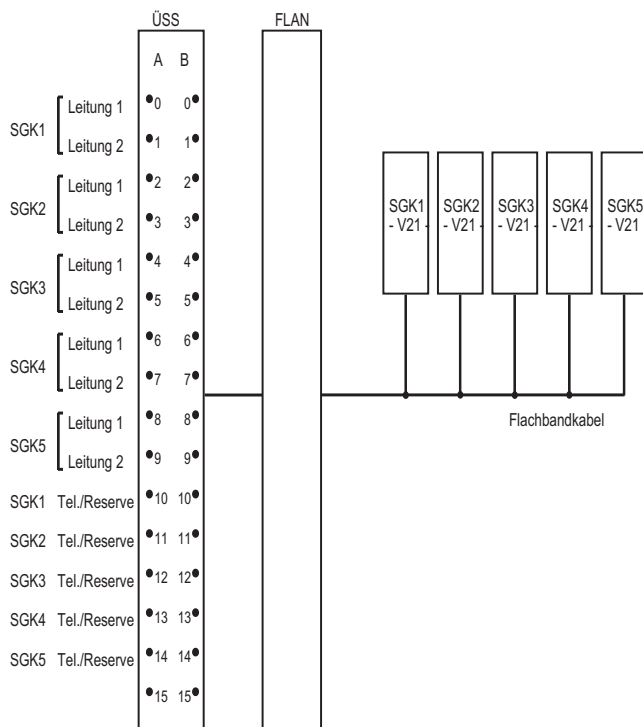 ÜSS FLAN
A B
Leitung 1 0 0
SGK1
Leitung 2 1 1
Leitung 1 2 2
SGK2
Leitung 2 3 3
Leitung 1 4 4
SGK3
Leitung 2 5 5
Leitung 1 6 6
SGK4
Leitung 2 7 7
Leitung 1 8 8
SGK5
Leitung 2 9 9
SGK1 Tel./Reserve 10 10
SGK2 Tel./Reserve 11 11
SGK3 Tel./Reserve 12 12
SGK4 Tel./Reserve 13 13
SGK5 Tel./Reserve 14 14
15 15
SGK1 SGK2 SGK3 SGK4 SGK5
- V21 - - V21 - - V21 - - V21 - - V21
Flachbandkabel